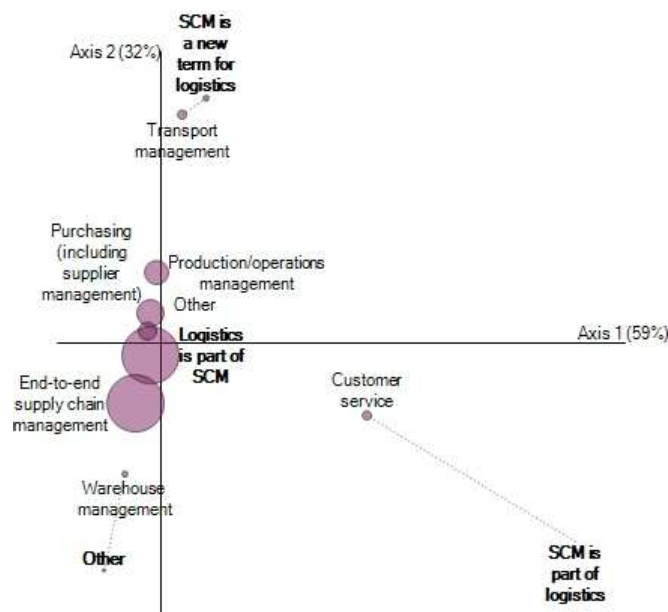 SCM is
a new
term for
logistics
Axis 2 (32%)
Transport
management
Purchasing
(including
supplier
management)
Production/operations
management
Other
Logistics
is part of
SCM
Axis 1 (59%)
End-to-end
supply chain
management
Customer
service
Warehouse
management
Other
SCM is
part of
logistics